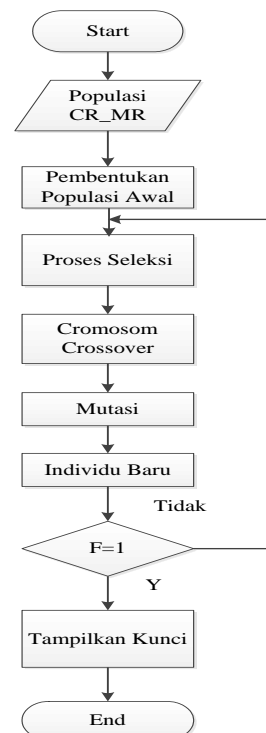 Start
Populasi
CR_MR
Pembentukan
Populasi Awal
Proses Seleksi
Cromosom
Crossover
Mutasi
Individu Baru
Tidak
F=1
Y
Tampilkan Kunci
End